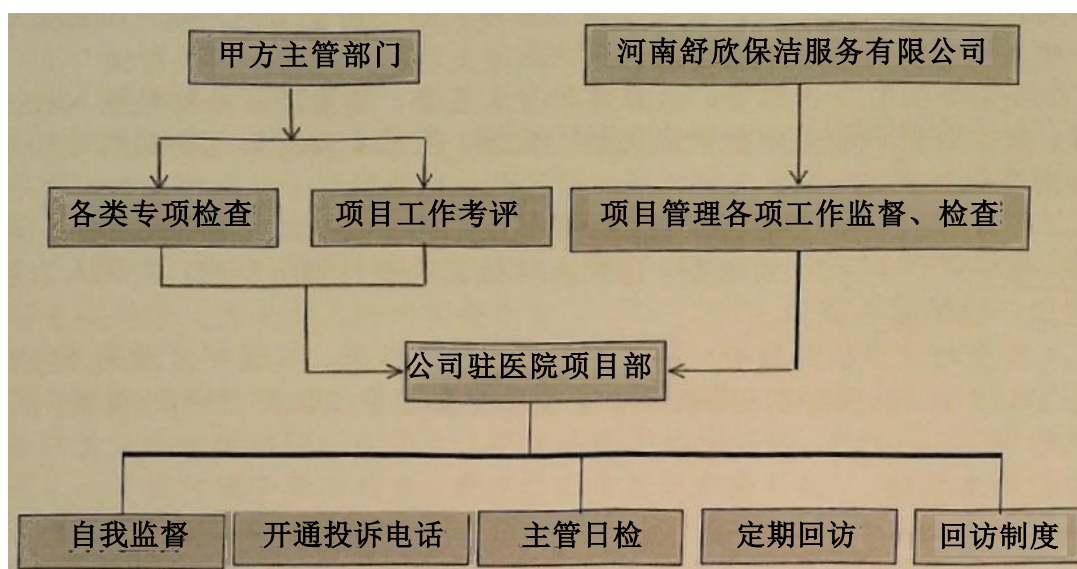 甲方主管部门
河南舒欣保洁服务有限公司
各类专项检查
项目工作考评
项目管理各项工作监督、检查
公司驻医院项目部
自我监督
开通投诉电话
主管日检
定期回访
回访制度